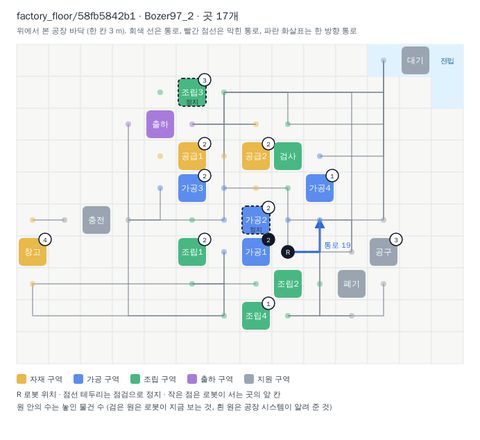 factory_floor/58fb5842b1 · Bozer97_2 · 곳 17개
위에서 본 공장 바닥 (한 칸 3 m). 회색 선은 통로, 빨간 점선은 막힌 통로, 파란 화살표는 한 방향 통로
대기
진입
조립3
3
정지
출하
공급1
2
공급2
2
검사
가공3
2
가공4
1
창고
4
충전
가공2
2
정지
조립1
2
가공1
2
R
통로 19
공구
3
조립2
폐기
조립4
1
자재 구역
가공 구역
조립 구역
출하 구역
지원 구역
R 로봇 위치 · 점선 테두리는 점검으로 정지 · 작은 점은 로봇이 서는 곳의 앞 칸
원 안의 수는 놓인 물건 수 (검은 원은 로봇이 지금 보는 것, 흰 원은 공장 시스템이 알려 준 것)